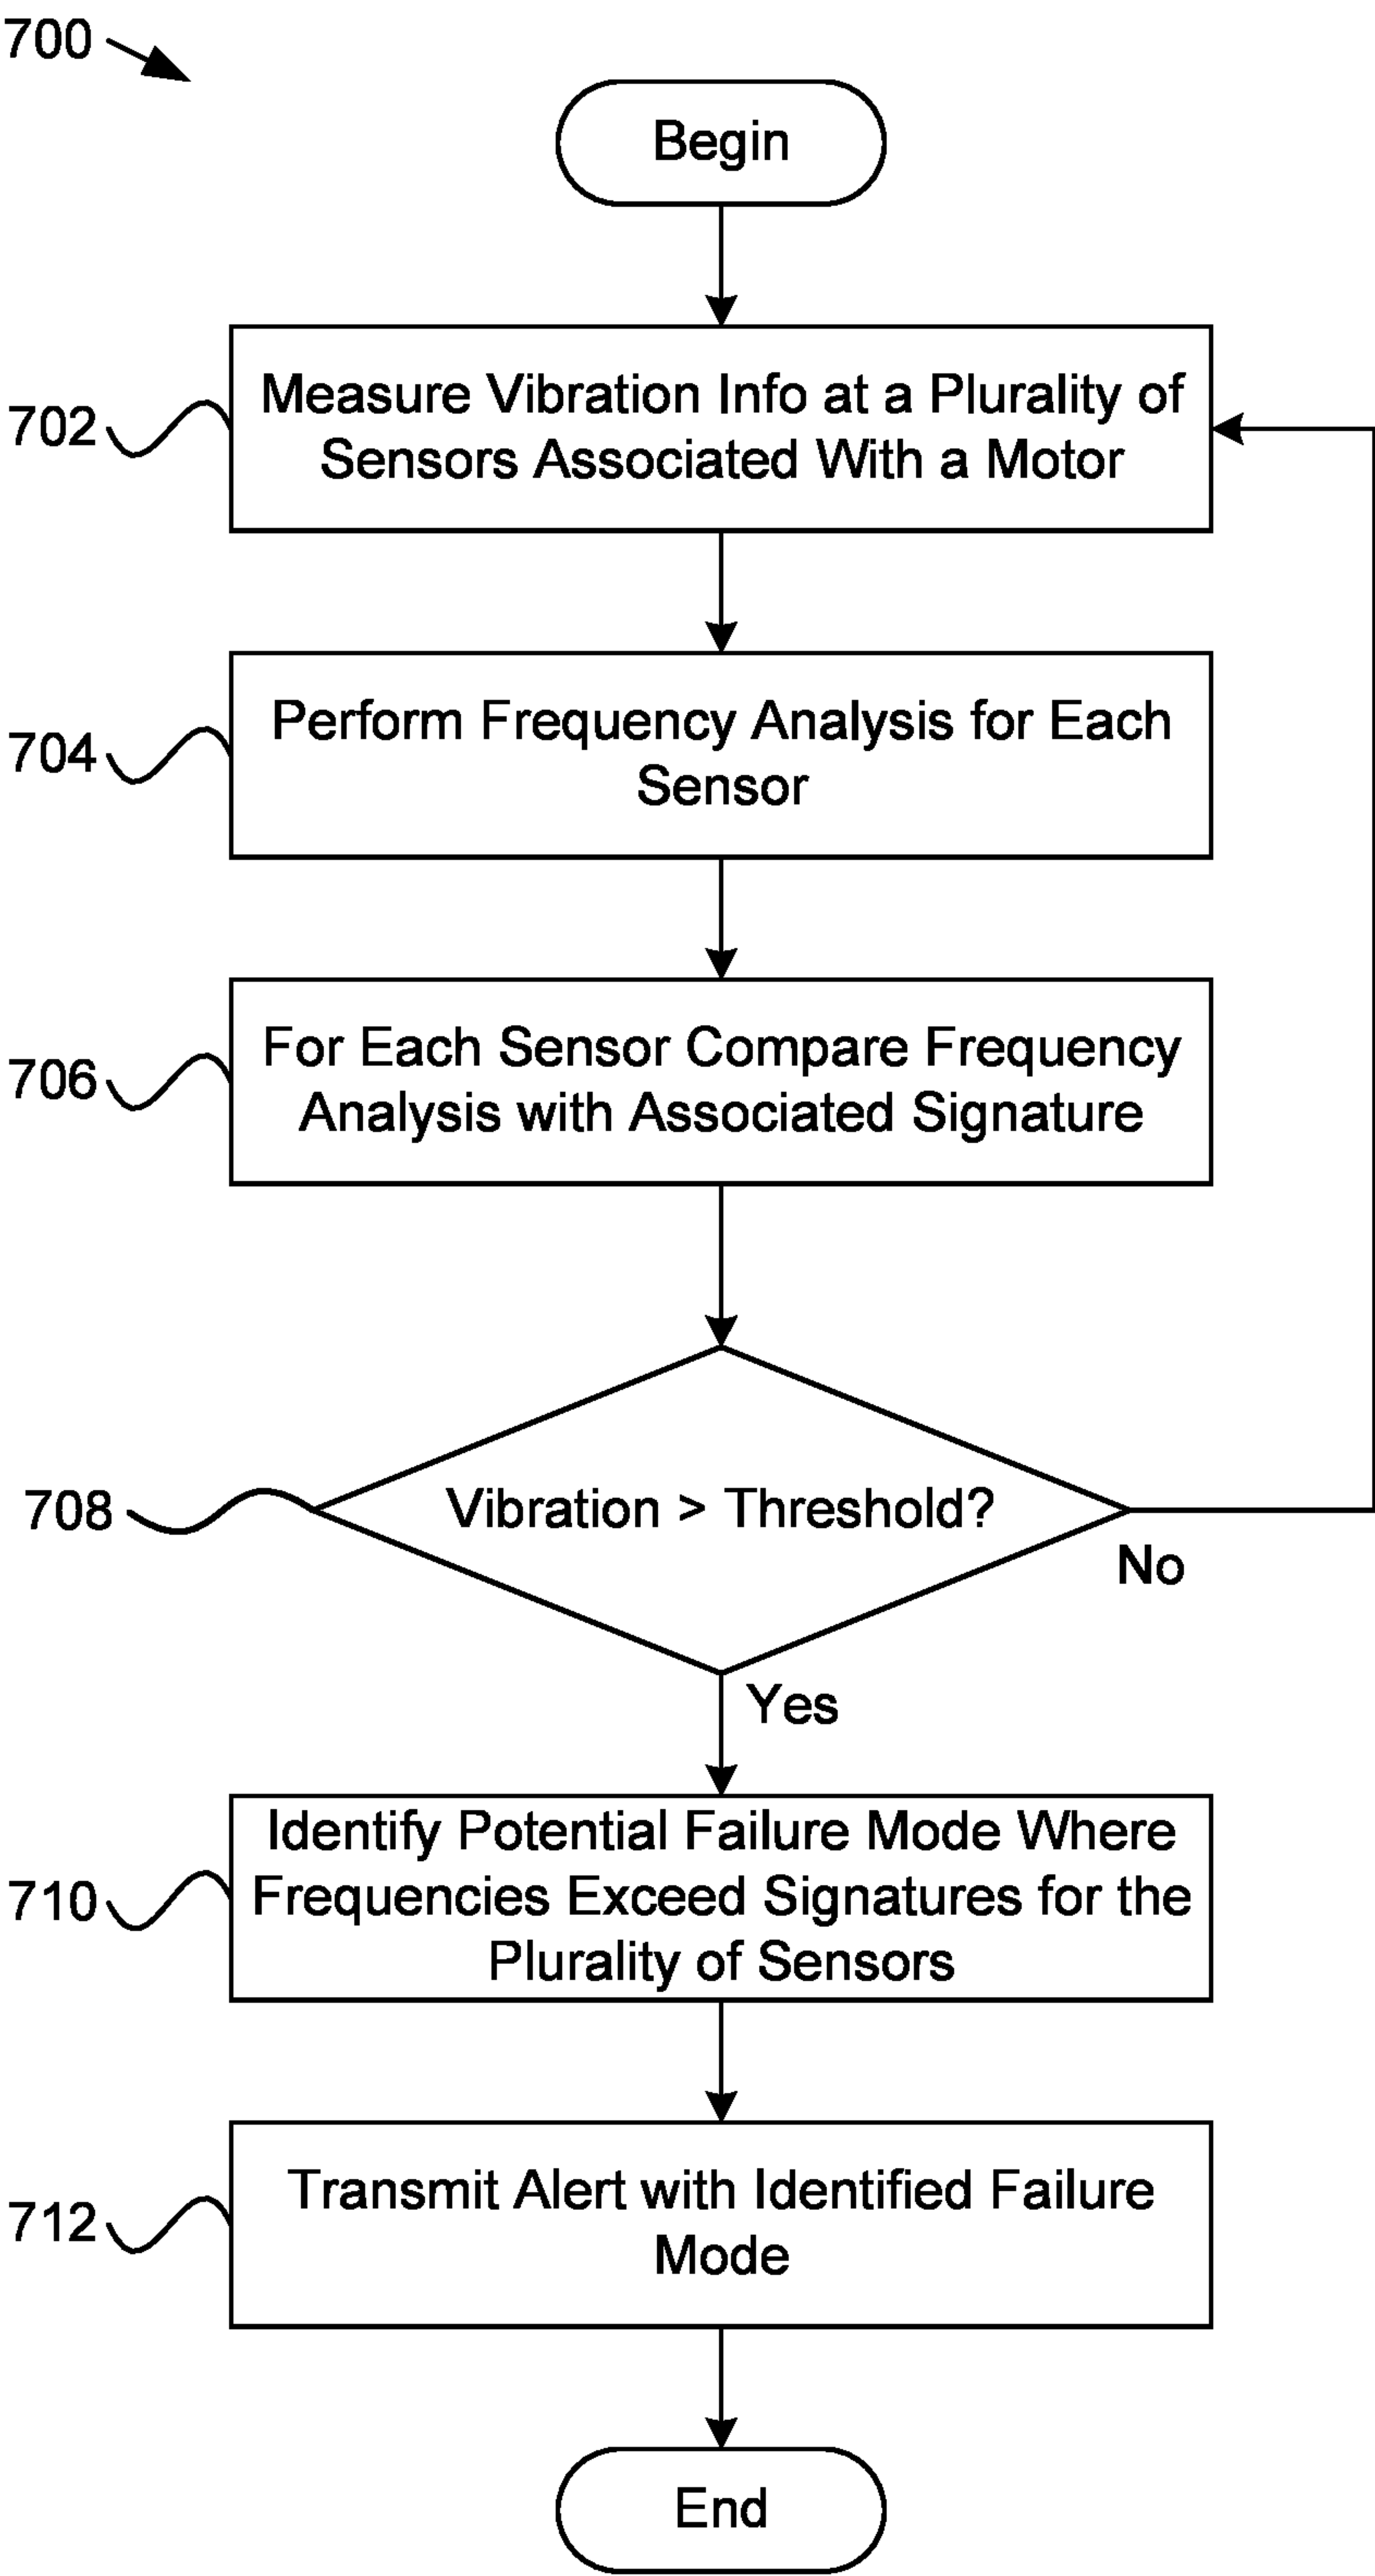 700
Begin
702
Measure Vibration Info at a Plurality of
Sensors Associated With a Motor
704
Perform Frequency Analysis for Each
Sensor
706
For Each Sensor Compare Frequency
Analysis with Associated Signature
708
Vibration > Threshold?
No
Yes
710
Identify Potential Failure Mode Where
Frequencies Exceed Signatures for the
Plurality of Sensors
712
Transmit Alert with Identified Failure
Mode
End